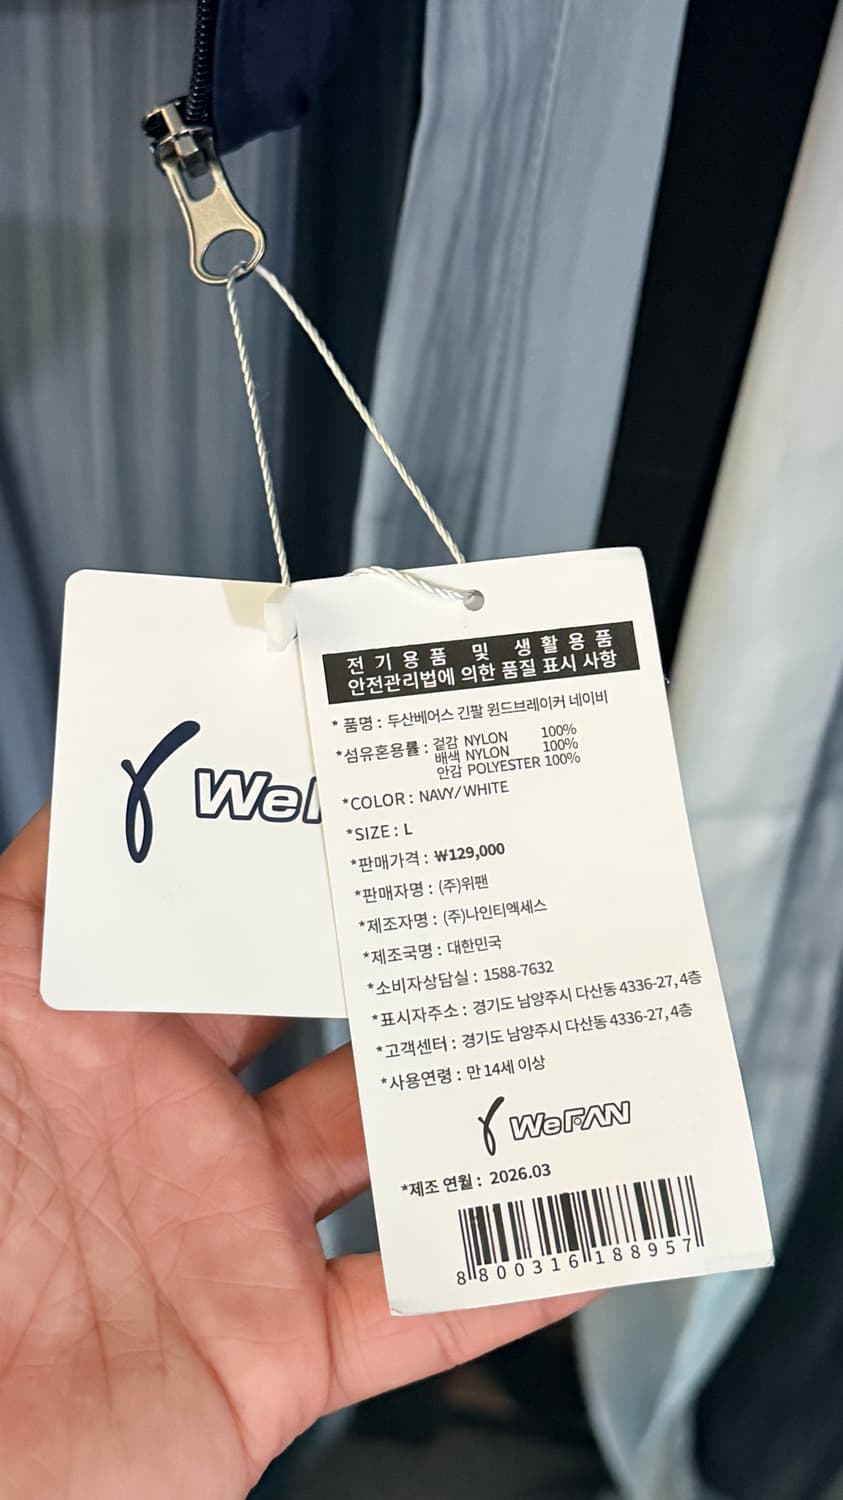 WeF
전기용품 및 생활용품
안전관리법에 의한 품질 표시 사항
* 품명 : 두산베어스 긴팔 윈드브레이커 네이비
*섬유혼용률 : 겉감 NYLON 100%
배색 NYLON 100%
안감 POLYESTER 100%
*COLOR : NAVY/WHITE
*SIZE : L
*판매가격 : ₩129,000
*판매자명 : (주)위팬
*제조자명 : (주)나인티엑세스
*제조국명 : 대한민국
*소비자상담실 : 1588-7632
*표시자주소 : 경기도 남양주시 다산동 4336-27, 4층
*고객센터 : 경기도 남양주시 다산동 4336-27, 4층
*사용연령 : 만 14세 이상
WeFAN
*제조 연월 : 2026.03
8 800316 188957